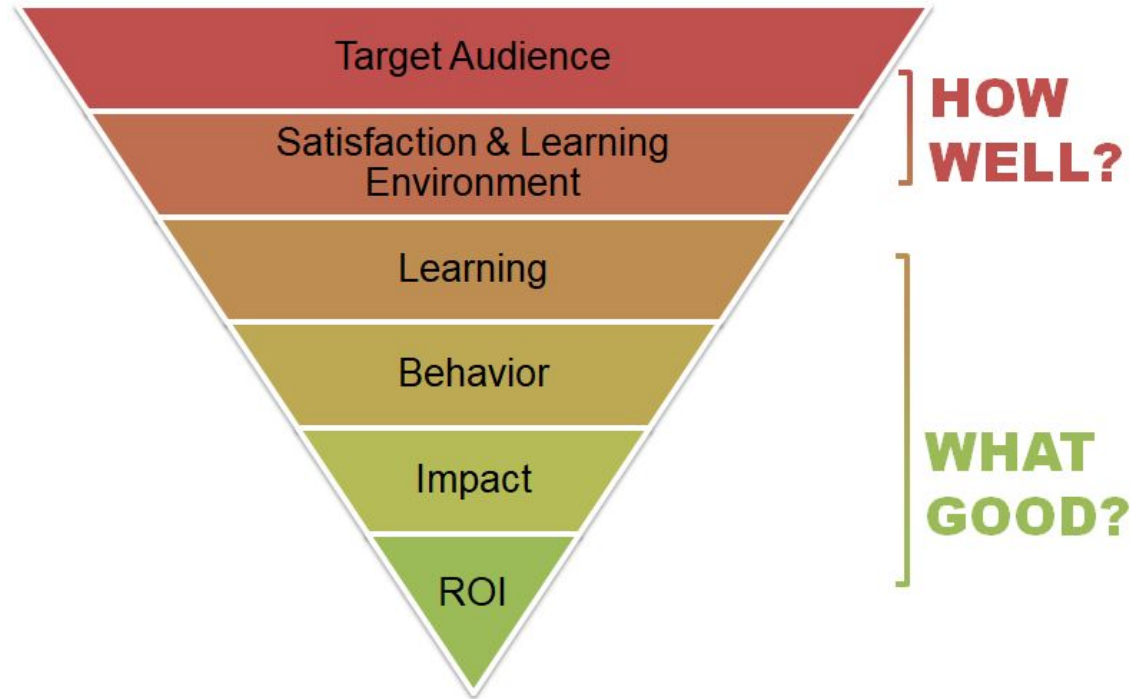 Target Audience
Satisfaction & Learning
Environment
Learning
Behavior
Impact
ROI
HOW
WELL?
WHAT
GOOD?